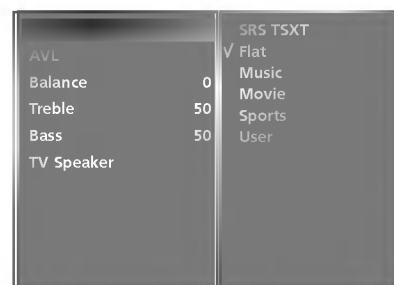 AVL
Balance 0
Treble 50
Bass 50
TV Speaker
SRS TSXT
√ Flat
Music
Movie
Sports
User